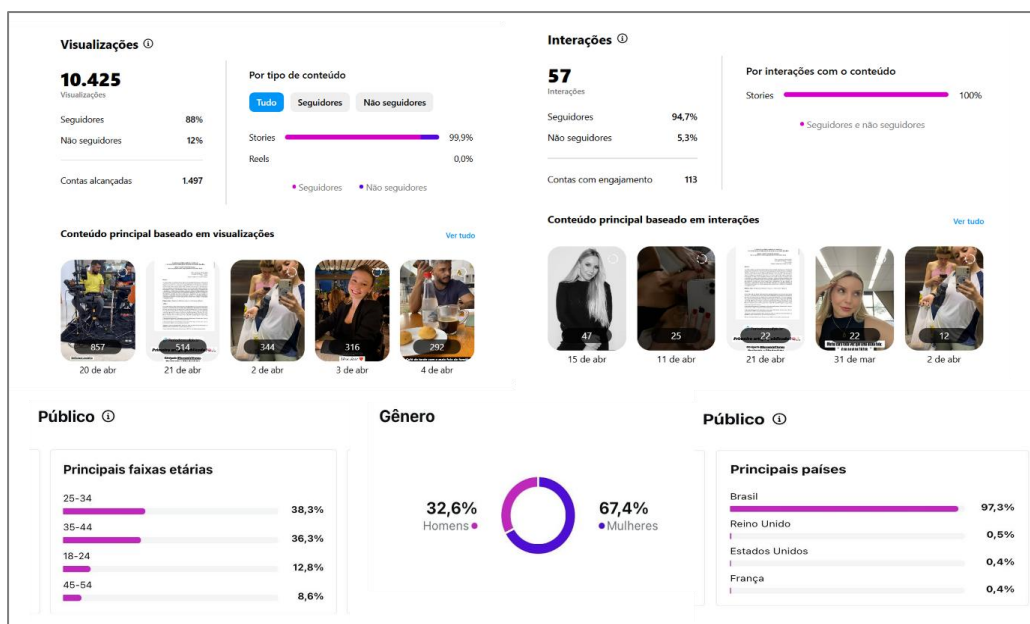 Visualizações
10.425
Visualizações
Seguidores 88%
Não seguidores 12%
Contas alcançadas 1.497
Por tipo de conteúdo
Tudo Seguidores Não seguidores
Stories 99,9%
Reels 0,0%
Seguidores Não seguidores
Conteúdo principal baseado em visualizações Ver tudo
857 514 344 316 292
20 de abr 21 de abr 2 de abr 3 de abr 4 de abr
Interações
57
Interações
Seguidores 94,7%
Não seguidores 5,3%
Contas com engajamento 113
Por interações com o conteúdo
Stories 100%
Seguidores e não seguidores
Conteúdo principal baseado em interações Ver tudo
47 25 22 22 12
15 de abr 11 de abr 21 de abr 31 de mar 2 de abr
Público
Principais faixas etárias
25-34
38,3%
35-44
36,3%
18-24
12,8%
45-54
8,6%
Gênero
32,6%
Homens
67,4%
Mulheres
Público
Principais países
Brasil
97,3%
Reino Unido
0,5%
Estados Unidos
0,4%
França
0,4%